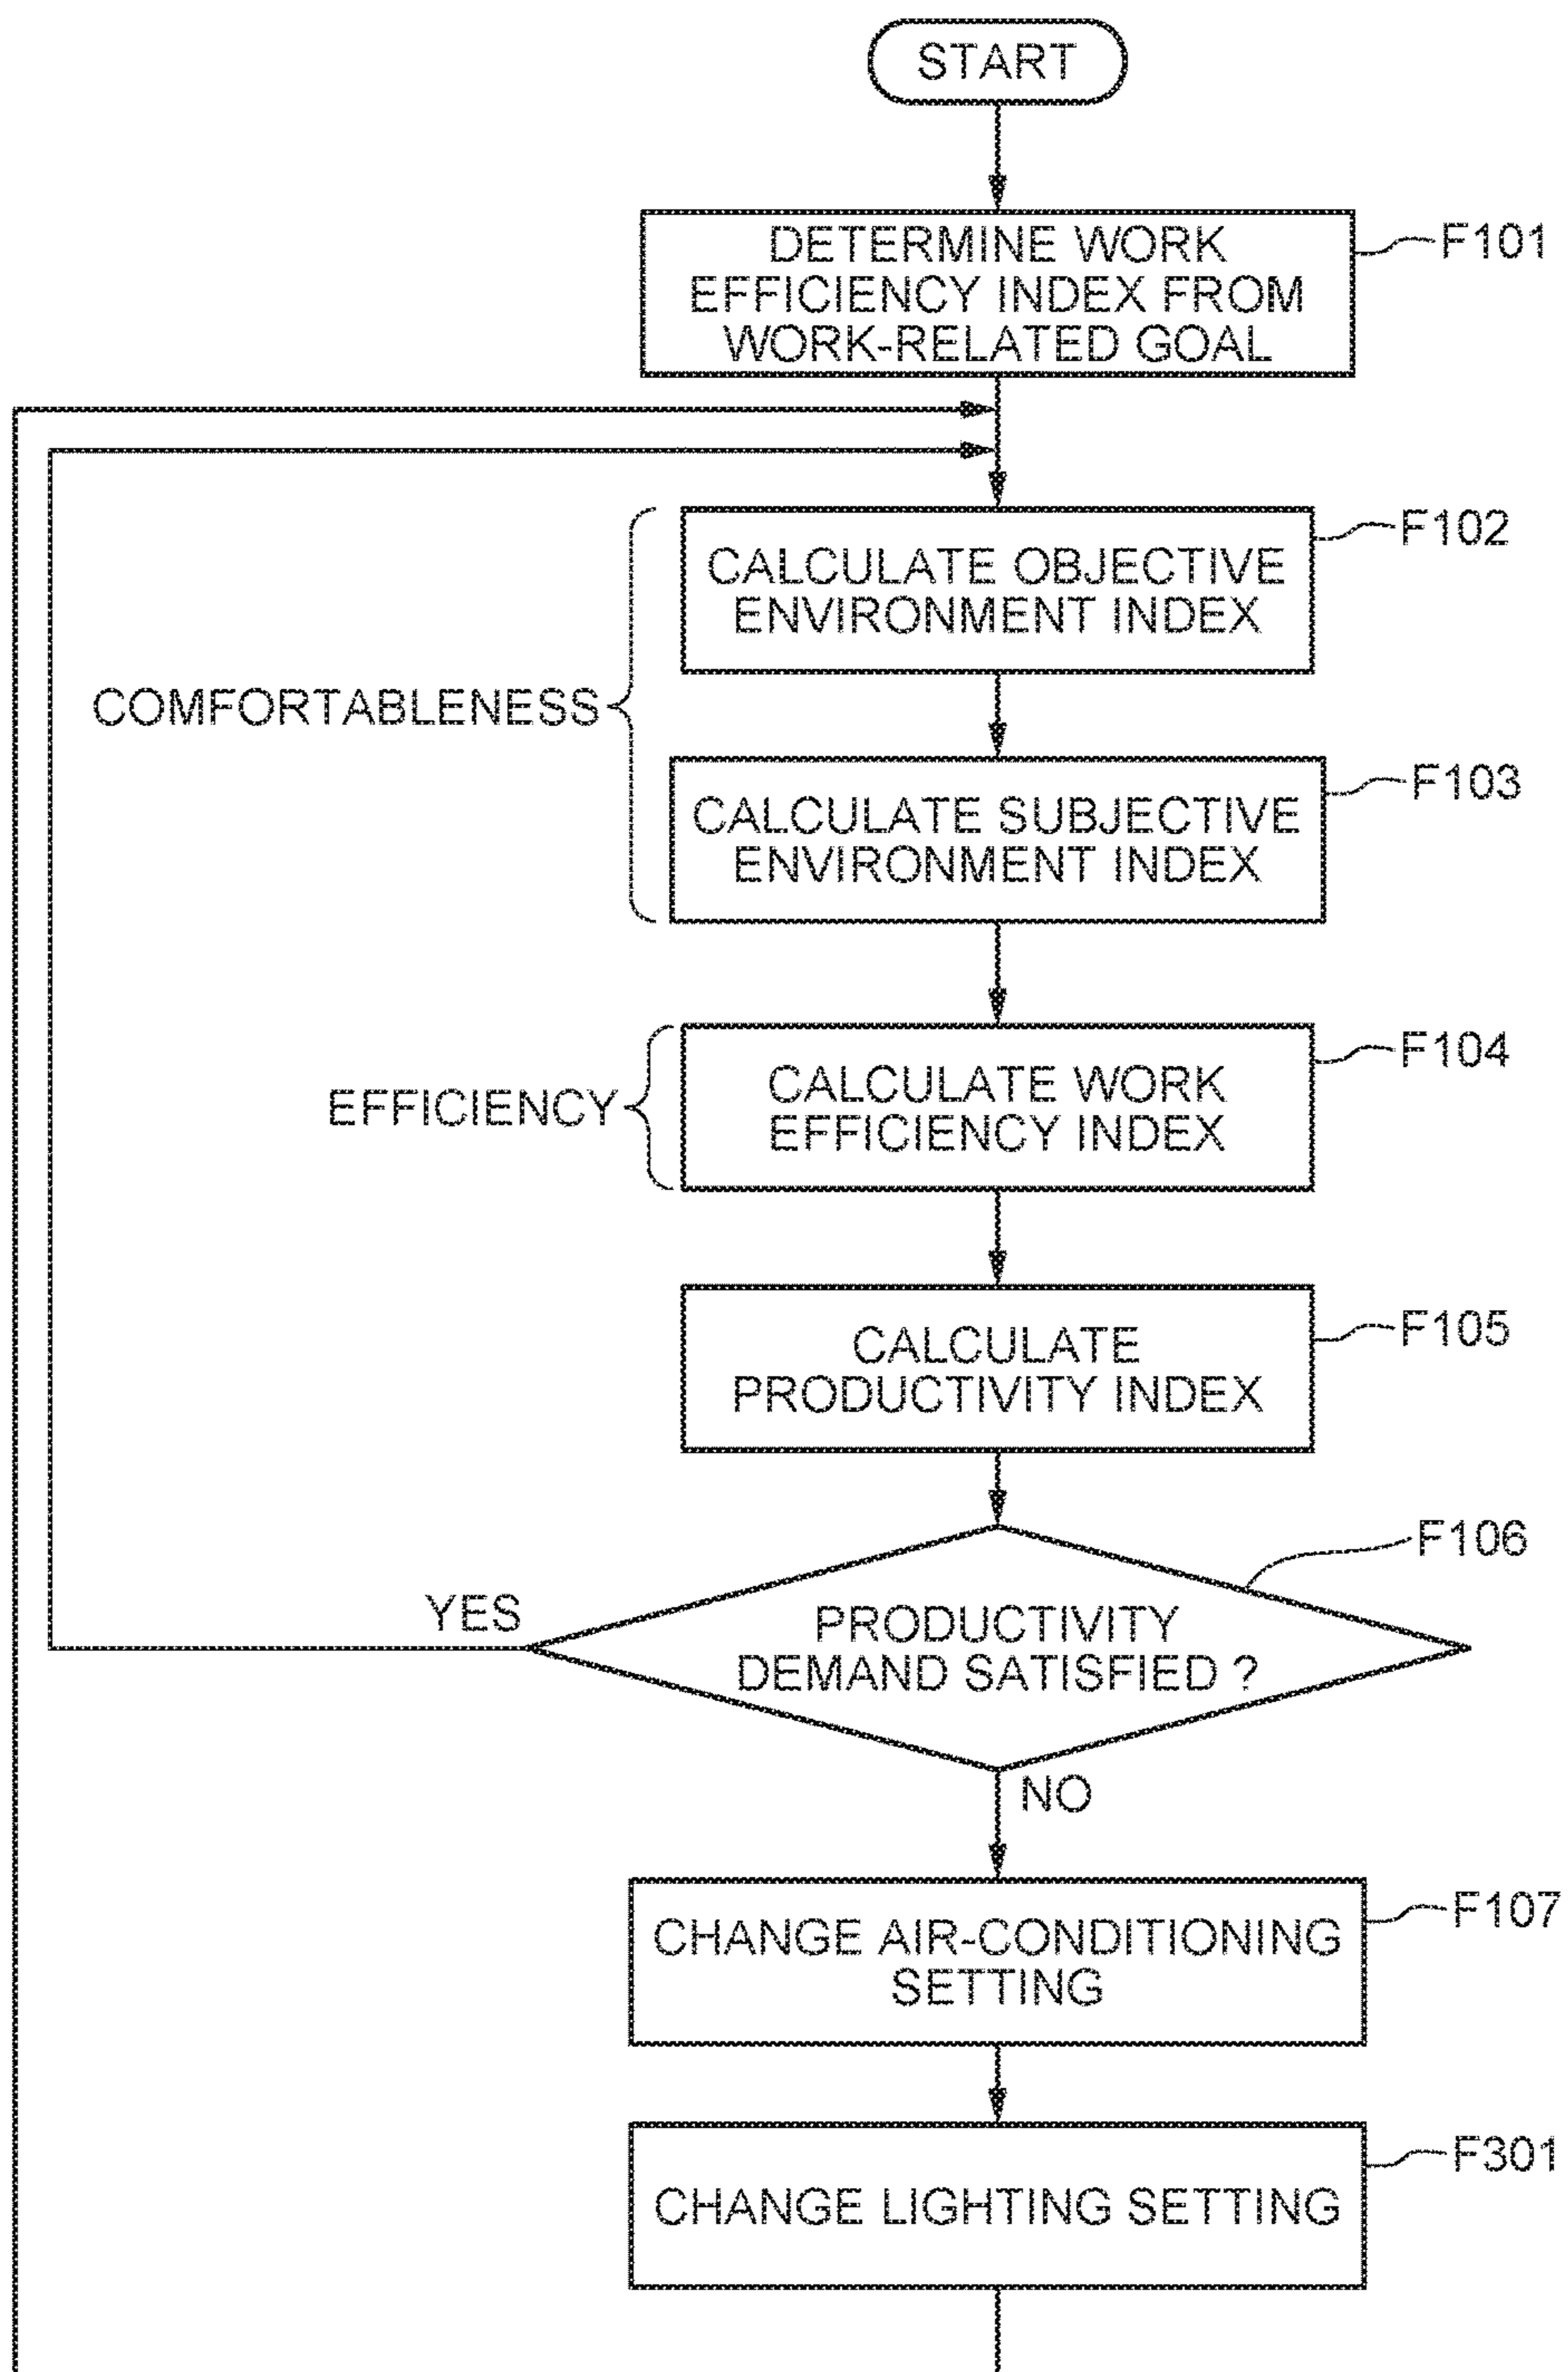 START
DETERMINE WORK
EFFICIENCY INDEX FROM
WORK-RELATED GOAL
F101
CALCULATE OBJECTIVE
ENVIRONMENT INDEX
F102
COMFORTABLENESS
CALCULATE SUBJECTIVE
ENVIRONMENT INDEX
F103
EFFICIENCY
CALCULATE WORK
EFFICIENCY INDEX
F104
CALCULATE
PRODUCTIVITY INDEX
F105
YES
PRODUCTIVITY
DEMAND SATISFIED ?
F106
NO
CHANGE AIR-CONDITIONING
SETTING
F107
CHANGE LIGHTING SETTING
F301